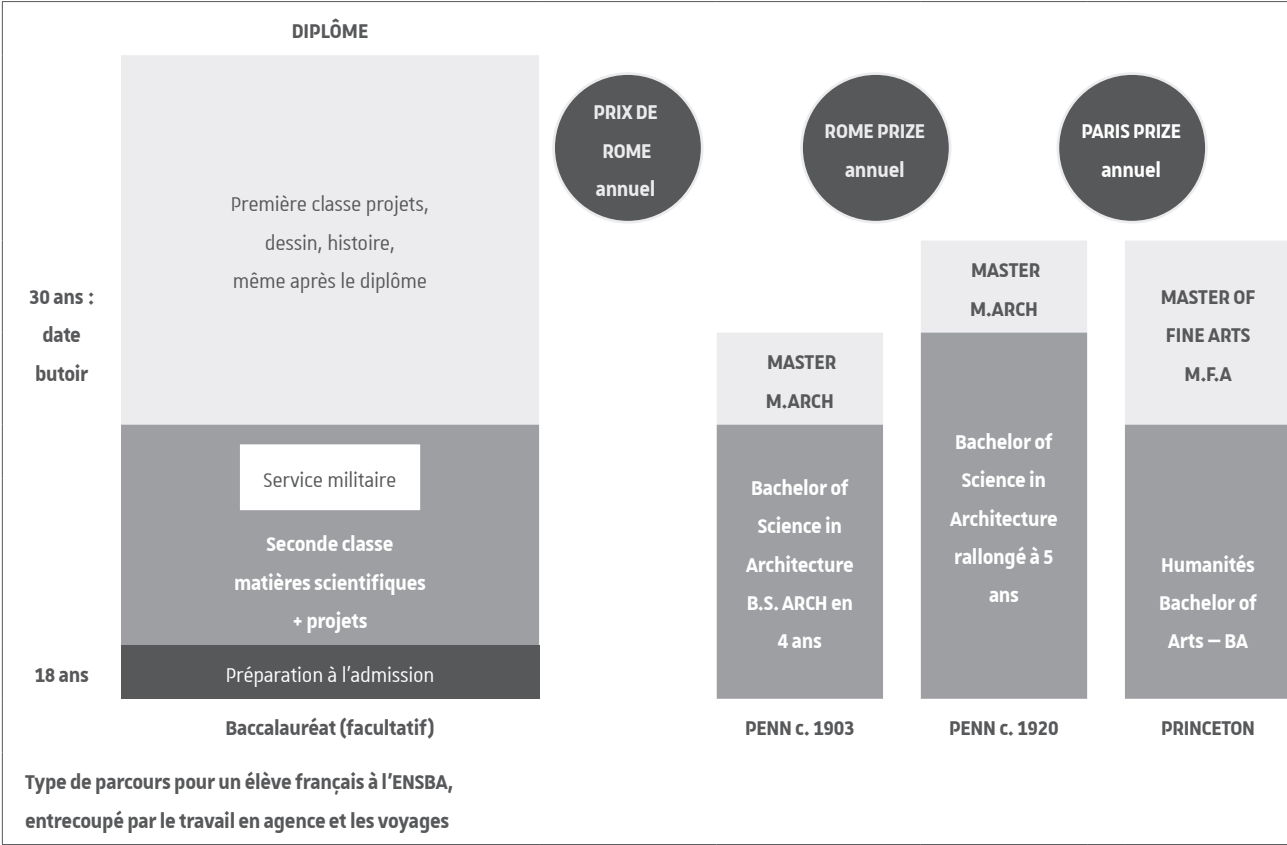 DIPLÔME
Première classe projets,
dessin, histoire,
même après le diplôme
30 ans :
date
butoir
Service militaire
Seconde classe
matières scientifiques
+ projets
18 ans
Préparation à l'admission
Baccalauréat (facultatif)
Type de parcours pour un élève français à l'ENSBA,
entrecoupé par le travail en agence et les voyages
PRIX DE
ROME
annuel
ROME PRIZE
annuel
PARIS PRIZE
annuel
MASTER
M.ARCH
Bachelor of
Science in
Architecture
B.S. ARCH en
4 ans
PENN c. 1903
MASTER
M.ARCH
Bachelor of
Science in
Architecture
rallongé à 5
ans
PENN c. 1920
MASTER OF
FINE ARTS
M.F.A
Humanités
Bachelor of
Arts – BA
PRINCETON